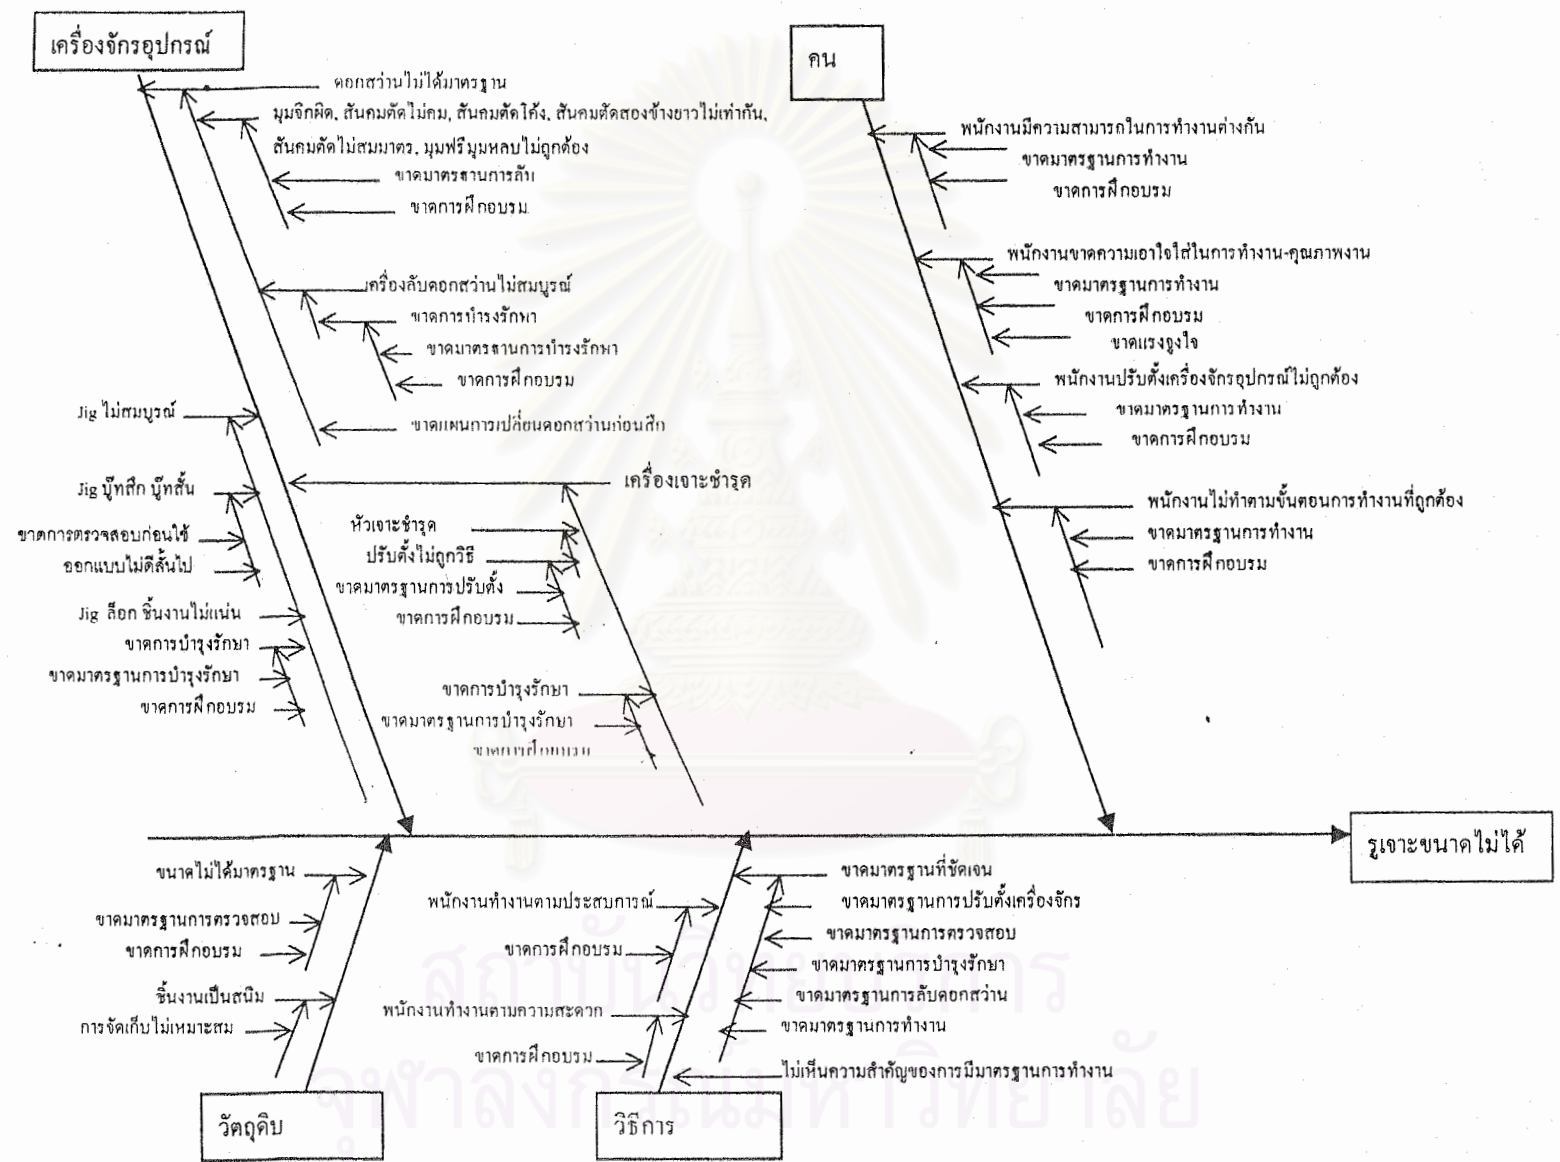 เครื่องจักรอุปกรณ์
ดอกสว่านไม่ได้มาตรฐาน
มุมจิกผิด, สันคมตัดไม่คม, สันคมตัดโค้ง, สันคมตัดสองข้างยาวไม่เท่ากัน,
สันคมตัดไม่สมมาตร, มุมฟรีมุมหลบไม่ถูกต้อง
ขาดมาตรฐานการลับ
ขาดการฝึกอบรม
เครื่องลับดอกสว่านไม่สมบูรณ์
ขาดการบำรุงรักษา
ขาดมาตรฐานการบำรุงรักษา
ขาดการฝึกอบรม
ขาดแผนการเปลี่ยนดอกสว่านก่อนสึก
Jig ไม่สมบูรณ์
Jig บู๊ทสึก บู๊ทสั้น
ขาดการตรวจสอบก่อนใช้
ออกแบบไม่ดีสั้นไป
Jig ล็อก ชิ้นงานไม่แน่น
ขาดการบำรุงรักษา
ขาดมาตรฐานการบำรุงรักษา
ขาดการฝึกอบรม
เครื่องเจาะชำรุด
หัวเจาะชำรุด
ปรับตั้งไม่ถูกวิธี
ขาดมาตรฐานการปรับตั้ง
ขาดการฝึกอบรม
ขาดการบำรุงรักษา
ขาดมาตรฐานการบำรุงรักษา
ขาดการฝึกอบรม
คน
พนักงานมีความสามารถในการทำงานต่างกัน
ขาดมาตรฐานการทำงาน
ขาดการฝึกอบรม
พนักงานขาดความเอาใจใส่ในการทำงาน-คุณภาพงาน
ขาดมาตรฐานการทำงาน
ขาดการฝึกอบรม
ขาดแรงจูงใจ
พนักงานปรับตั้งเครื่องจักรอุปกรณ์ไม่ถูกต้อง
ขาดมาตรฐานการทำงาน
ขาดการฝึกอบรม
พนักงานไม่ทำตามขั้นตอนการทำงานที่ถูกต้อง
ขาดมาตรฐานการทำงาน
ขาดการฝึกอบรม
รูเจาะขนาดไม่ได้
ขนาดไม่ได้มาตรฐาน
ขาดมาตรฐานการตรวจสอบ
ขาดการฝึกอบรม
ชิ้นงานเป็นสนิม
การจัดเก็บไม่เหมาะสม
วัตถุดิบ
พนักงานทำงานตามประสบการณ์
ขาดการฝึกอบรม
พนักงานทำงานตามความสะดวก
ขาดการฝึกอบรม
ขาดมาตรฐานที่ชัดเจน
ขาดมาตรฐานการปรับตั้งเครื่องจักร
ขาดมาตรฐานการตรวจสอบ
ขาดมาตรฐานการบำรุงรักษา
ขาดมาตรฐานการลับดอกสว่าน
ขาดมาตรฐานการทำงาน
ไม่เห็นความสำคัญของการมีมาตรฐานการทำงาน
วิธีการ
สถาบันวิทยบริการ
จุฬาลงกรณ์มหาวิทยาลัย